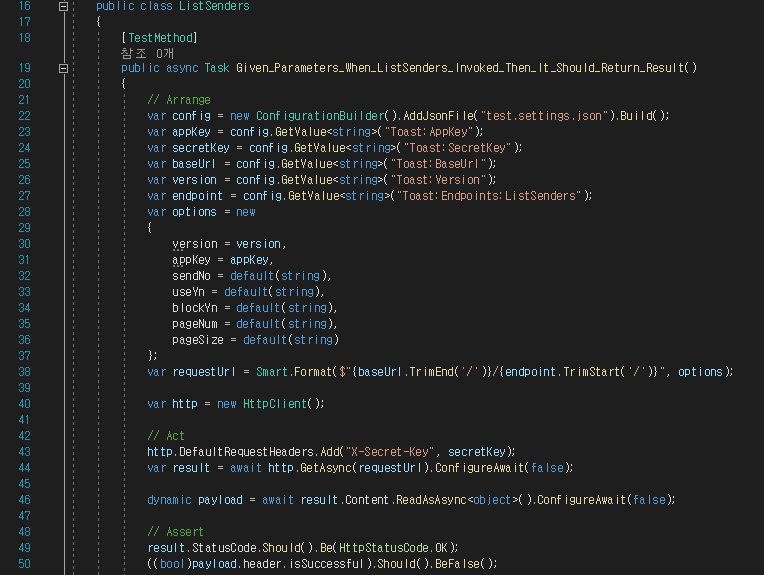 16 public class ListSenders
17 {
18 [TestMethod]
참조 0개
19 public async Task Given_Parameters_When_ListSenders_Invoked_Then_It_Should_Return_Result()
20 {
21 // Arrange
22 var config = new ConfigurationBuilder().AddJsonFile("test.settings.json").Build();
23 var appKey = config.GetValue<string>("Toast:AppKey");
24 var secretKey = config.GetValue<string>("Toast:SecretKey");
25 var baseUrl = config.GetValue<string>("Toast:BaseUrl");
26 var version = config.GetValue<string>("Toast:Version");
27 var endpoint = config.GetValue<string>("Toast:Endpoints:ListSenders");
28 var options = new
29 {
30 version = version,
31 appKey = appKey,
32 sendNo = default(string),
33 useYn = default(string),
34 blockYn = default(string),
35 pageNum = default(string),
36 pageSize = default(string)
37 };
38 var requestUrl = Smart.Format($"{baseUrl.TrimEnd('/')}/{endpoint.TrimStart('/')}", options);
39
40 var http = new HttpClient();
41
42 // Act
43 http.DefaultRequestHeaders.Add("X-Secret-Key", secretKey);
44 var result = await http.GetAsync(requestUrl).ConfigureAwait(false);
45
46 dynamic payload = await result.Content.ReadAsAsync<object>().ConfigureAwait(false);
47
48 // Assert
49 result.StatusCode.Should().Be(HttpStatusCode.OK);
50 ((bool)payload.header.isSuccessful).Should().BeFalse();